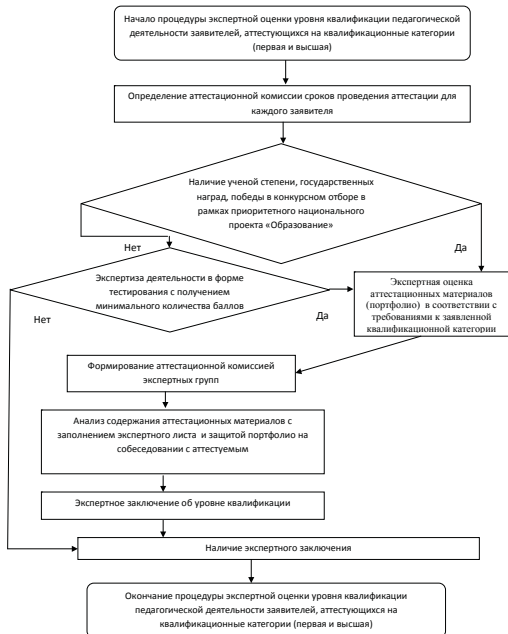 Начало процедуры экспертной оценки уровня квалификации педагогической
деятельности заявителей, аттестующихся на квалификационные категории
(первая и высшая)
Определение аттестационной комиссии сроков проведения аттестации для
каждого заявителя
Наличие ученой степени, государственных
наград, победы в конкурсном отборе в
рамках приоритетного национального
проекта «Образование»
Нет
Да
Экспертиза деятельности в форме
тестирования с получением
минимального количества баллов
Нет
Да
Экспертная оценка
аттестационных материалов
(портфолио) в соответствии с
требованиями к заявленной
квалификационной категории
Формирование аттестационной комиссией
экспертных групп
Анализ содержания аттестационных материалов с
заполнением экспертного листа и защитой портфолио на
собеседовании с аттестуемым
Экспертное заключение об уровне квалификации
Наличие экспертного заключения
Окончание процедуры экспертной оценки уровня квалификации
педагогической деятельности заявителей, аттестующихся на
квалификационные категории (первая и высшая)